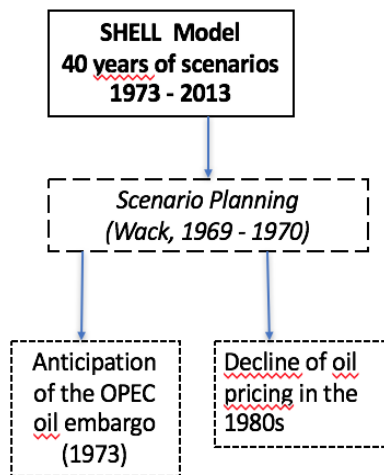 SHELL Model
40 years of scenarios
1973 - 2013
Scenario Planning
(Wack, 1969 - 1970)
Anticipation
of the OPEC
oil embargo
(1973)
Decline of oil
pricing in the
1980s